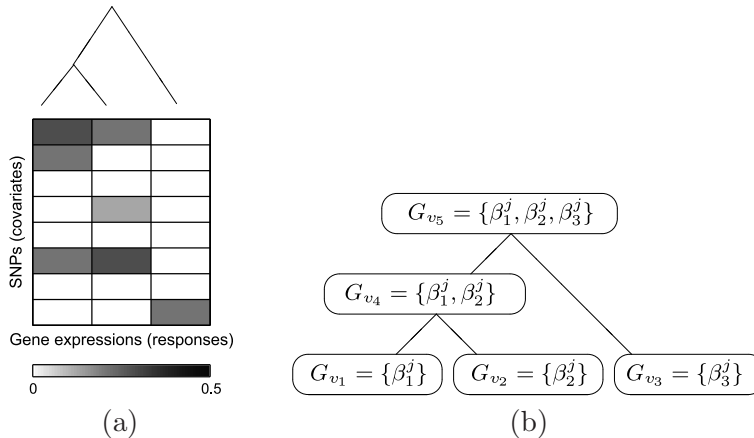 SNPs (covariates)
Gene expressions (responses)
0 0.5
(a)
G_{v_5} = {β_1^j, β_2^j, β_3^j}
G_{v_4} = {β_1^j, β_2^j}
G_{v_1} = {β_1^j} G_{v_2} = {β_2^j} G_{v_3} = {β_3^j}
(b)